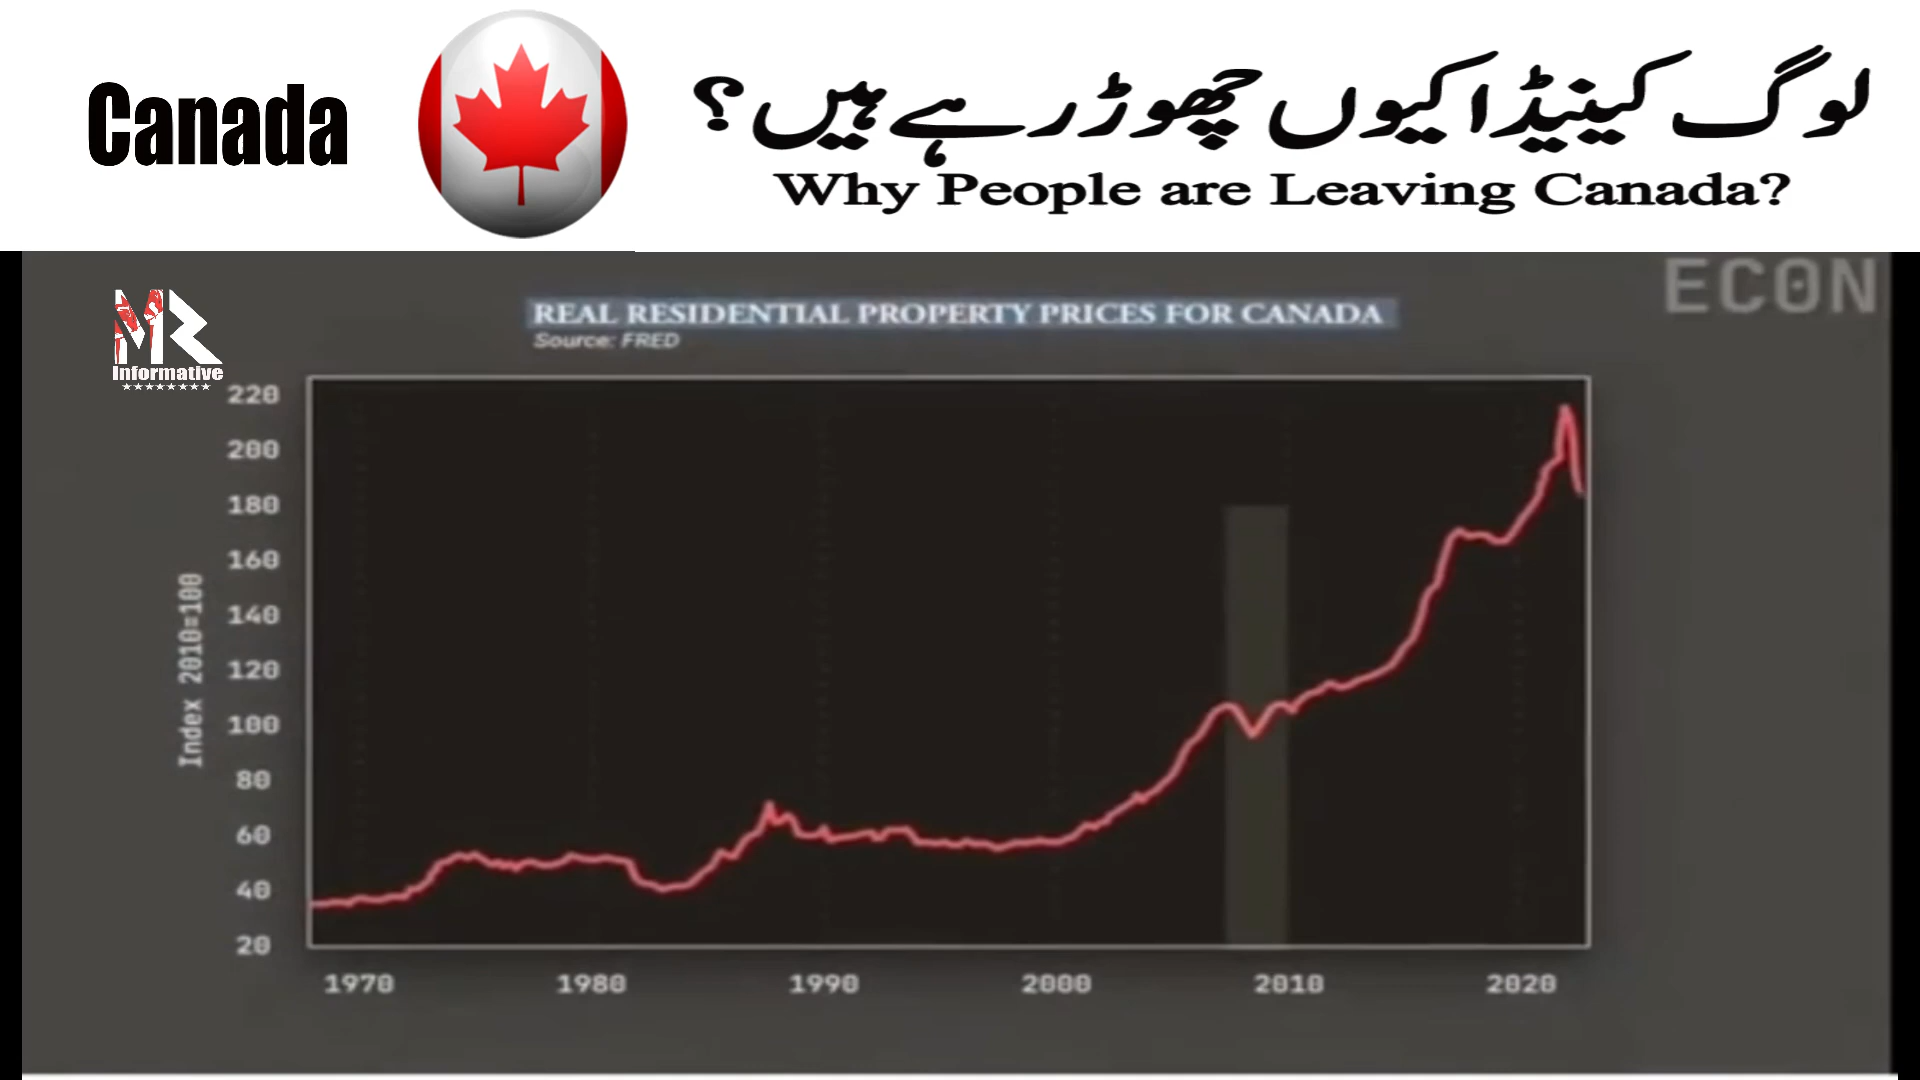 Canada
لوگ کینیڈا کیوں چھوڑ رہے ہیں؟
Why People are Leaving Canada?
ECON
MR
Informative
REAL RESIDENTIAL PROPERTY PRICES FOR CANADA
Source: FRED
Index 2010=100
220
200
180
160
140
120
100
80
60
40
20
1970 1980 1990 2000 2010 2020